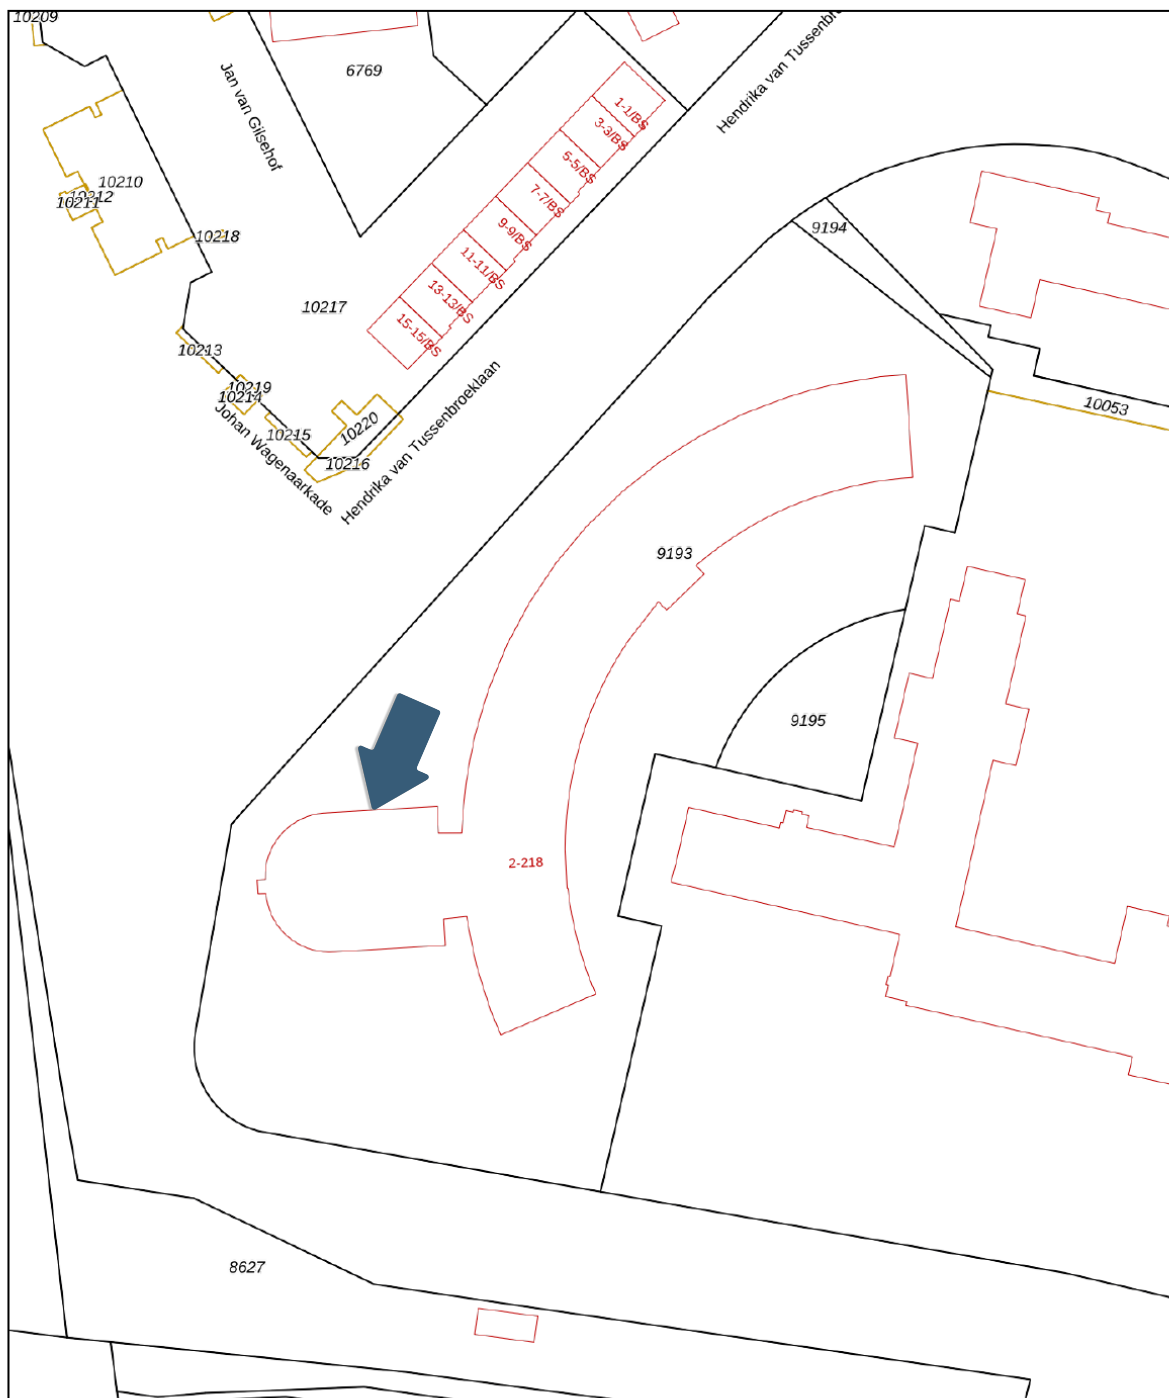 10209
Jan van Gilsehof
6769
Hendrika van Tussenbro
1-1/BS
3-3/BS
5-5/BS
7-7/BS
9-9/BS
11-11/BS
13-13/BS
15-15/BS
10210
10212
10211
10218
9194
10217
10213
10219
10214
10215
10220
10216
Johan Wagenaarkade
Hendrika van Tussenbroeklaan
10053
9193
9195
2-218
8627